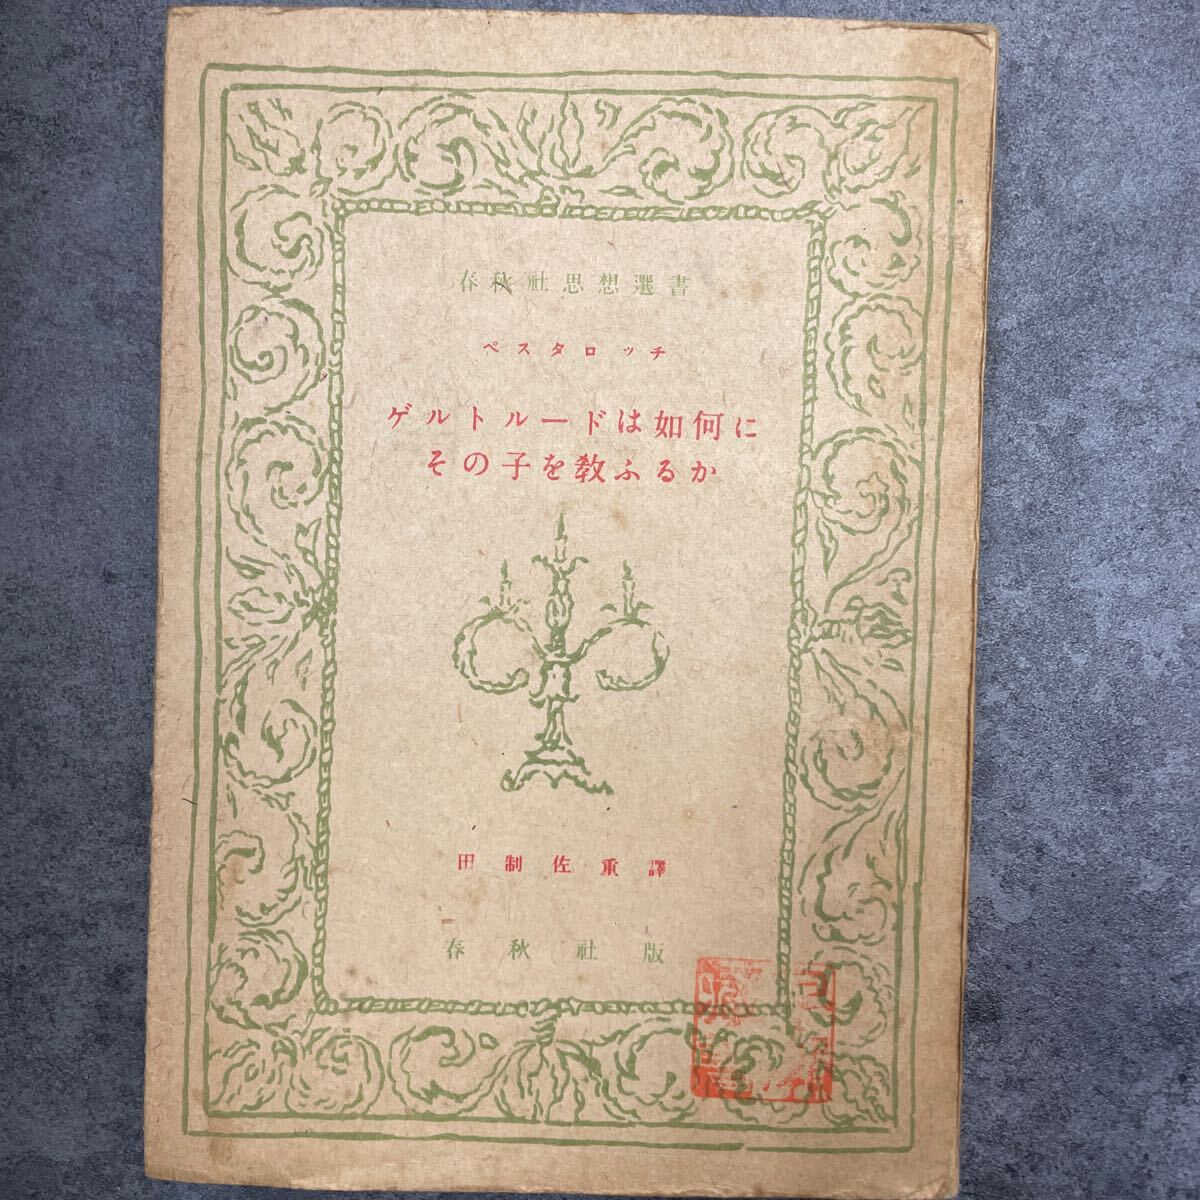 春秋社思想選書
ペスタロッチ
ゲルトルードは如何に
その子を教ふるか
田制佐重譯
春秋社版